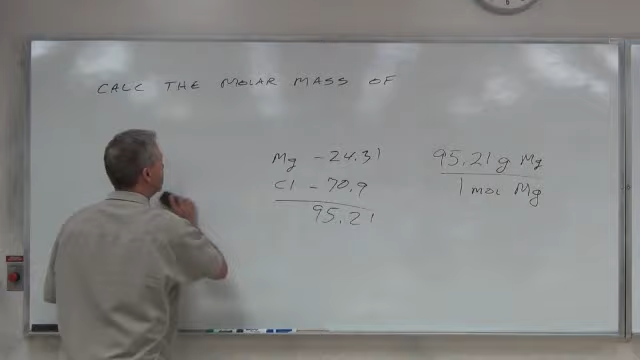 CALC THE MOLAR MASS OF
Mg - 24.31
Cl - 70.9
95.21
95.21 g Mg
1 mol Mg